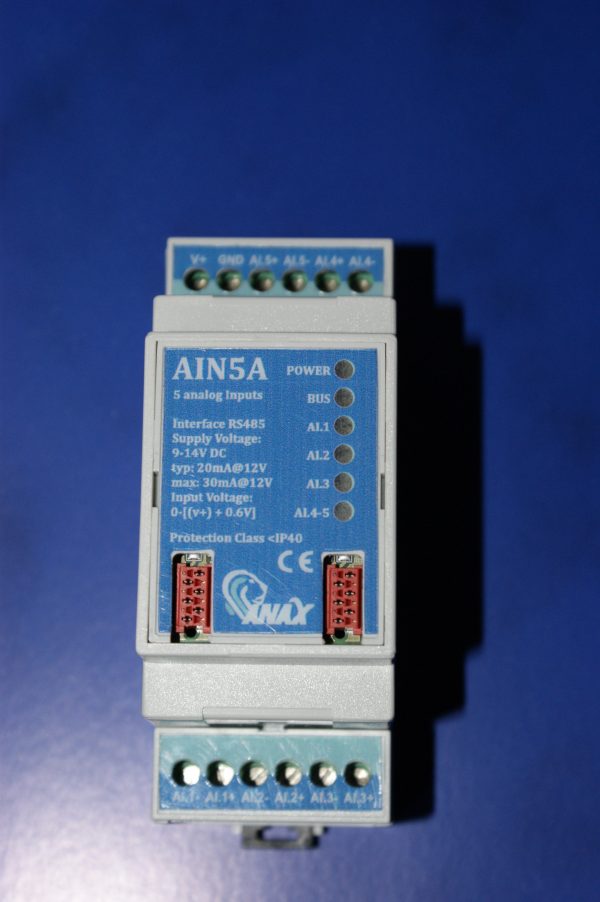 V+ GND AI.5+ AI.5- AI.4+ AI.4-
AIN5A
5 analog Inputs
POWER
BUS
AI.1
AI.2
AI.3
AI.4-5
Interface RS485
Supply Voltage:
9-14V DC
typ: 20mA@12V
max: 30mA@12V
Input Voltage:
0-[(v+) + 0.6V]
Protection Class <IP40
CE
ANAX
AI.1- AI.1+ AI.2- AI.2+ AI.3- AI.3+